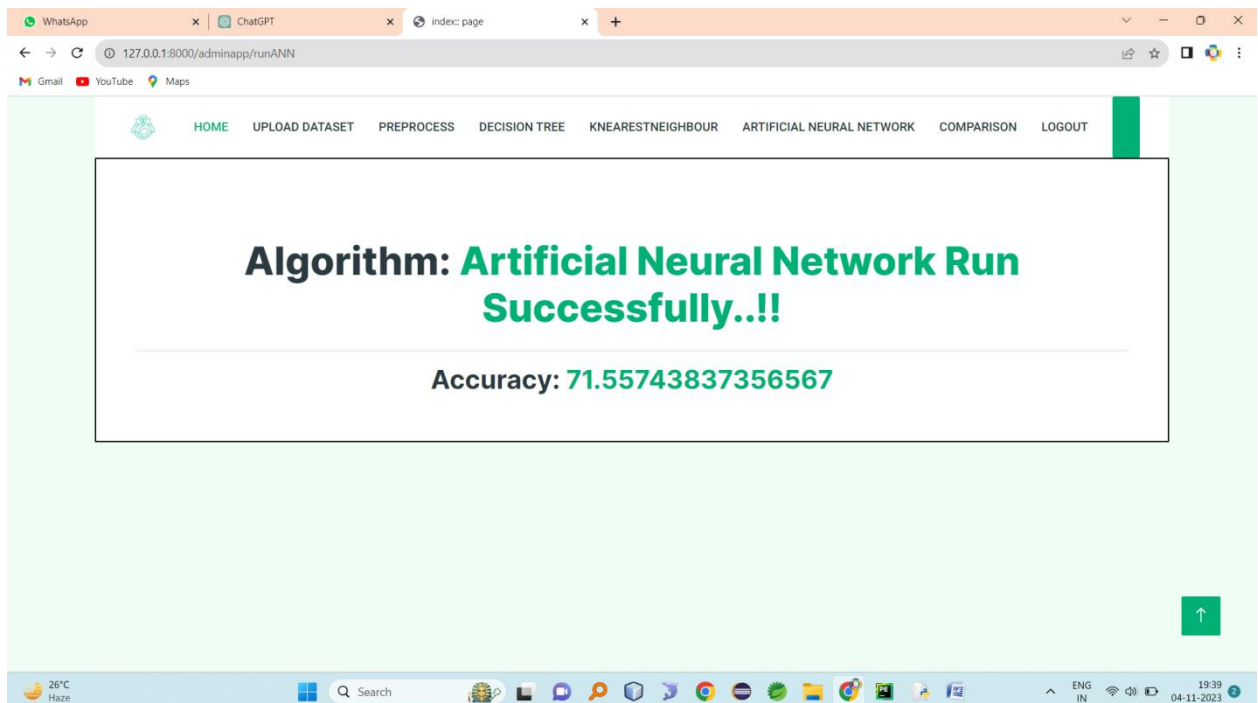 WhatsApp ChatGPT index:: page
127.0.0.1:8000/adminapp/runANN
Gmail YouTube Maps
HOME UPLOAD DATASET PREPROCESS DECISION TREE KNEARESTNEIGHBOUR ARTIFICIAL NEURAL NETWORK COMPARISON LOGOUT
Algorithm: Artificial Neural Network Run
Successfully..!!
Accuracy: 71.55743837356567
26°C
Haze
Search
ENG
IN
19:39
04-11-2023
2